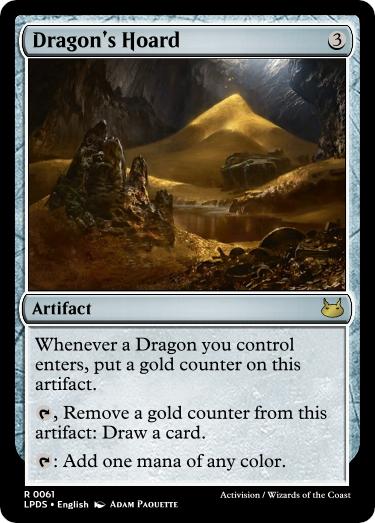 Dragon's Hoard 3
Artifact
Whenever a Dragon you control
enters, put a gold counter on this
artifact.
, Remove a gold counter from this
artifact: Draw a card.
: Add one mana of any color.
R 0061
LPDS • English Adam Paquette
Activision / Wizards of the Coast